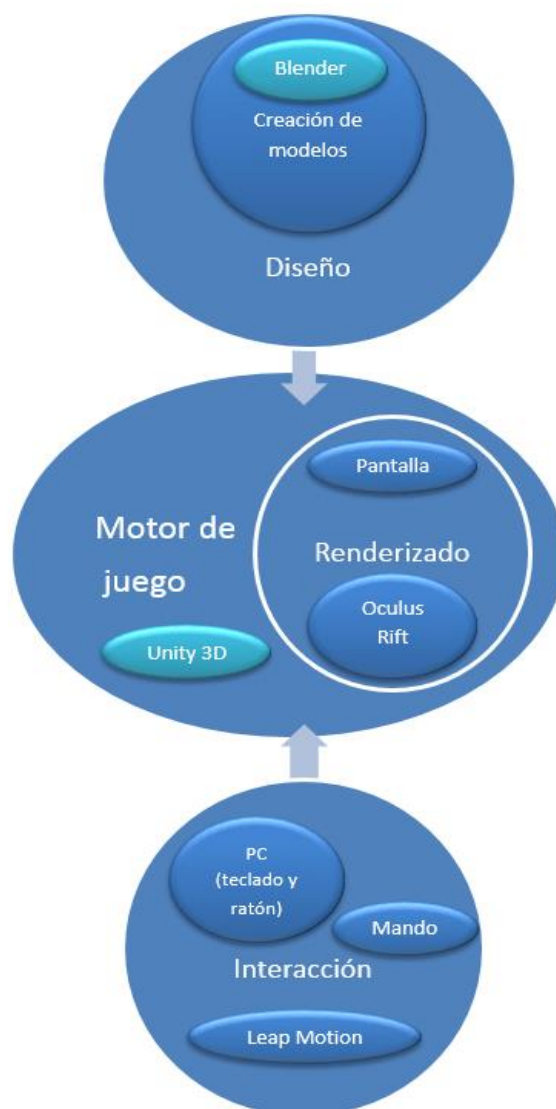 Blender
Creación de
modelos
Diseño
Pantalla
Motor de
juego
Renderizado
Oculus
Rift
Unity 3D
PC
(teclado y
ratón)
Mando
Interacción
Leap Motion